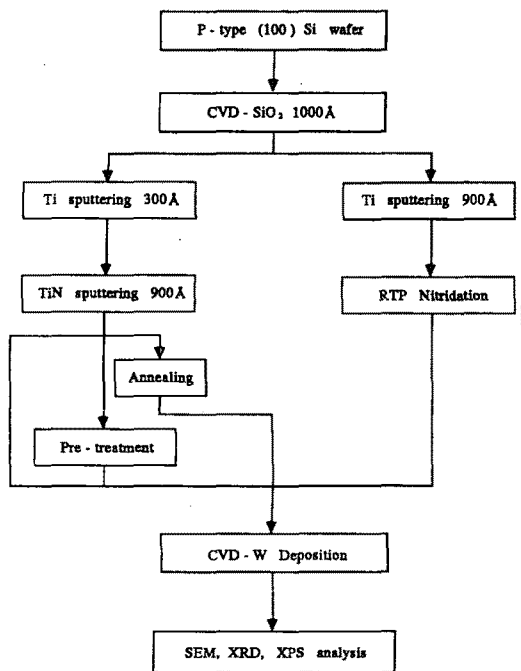 P - type (100) Si wafer
CVD - SiO₂ 1000Å
Ti sputtering 300Å
Ti sputtering 900Å
TiN sputtering 900Å
RTP Nitridation
Annealing
Pre - treatment
CVD - W Deposition
SEM, XRD, XPS analysis